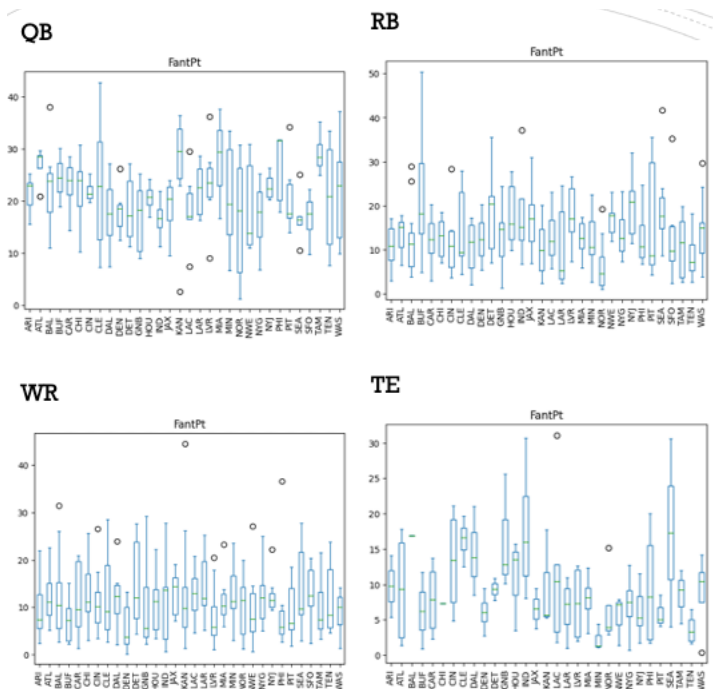 QB
FantPt
40
30
20
10
0
ARI ATL BAL BUF CAR CHI CIN CLE DAL DEN DET GNB HOU IND JAX KAN LAC LAR LVR MIA MIN NOR NWE NYG NYJ PHI PIT SEA SFO TAM TEN WAS
RB
FantPt
50
40
30
20
10
0
ARI ATL BAL BUF CAR CHI CIN CLE DAL DEN DET GNB HOU IND JAX KAN LAC LAR LVR MIA MIN NOR NWE NYG NYJ PHI PIT SEA SFO TAM TEN WAS
WR
FantPt
40
30
20
10
0
ARI ATL BAL BUF CAR CHI CIN CLE DAL DEN DET GNB HOU IND JAX KAN LAC LAR LVR MIA MIN NOR NWE NYG NYJ PHI PIT SEA SFO TAM TEN WAS
TE
FantPt
30
25
20
15
10
5
0
ARI ATL BAL BUF CAR CHI CIN CLE DAL DEN DET GNB HOU IND JAX KAN LAC LAR LVR MIA MIN NOR NWE NYG NYJ PHI PIT SEA SFO TAM TEN WAS